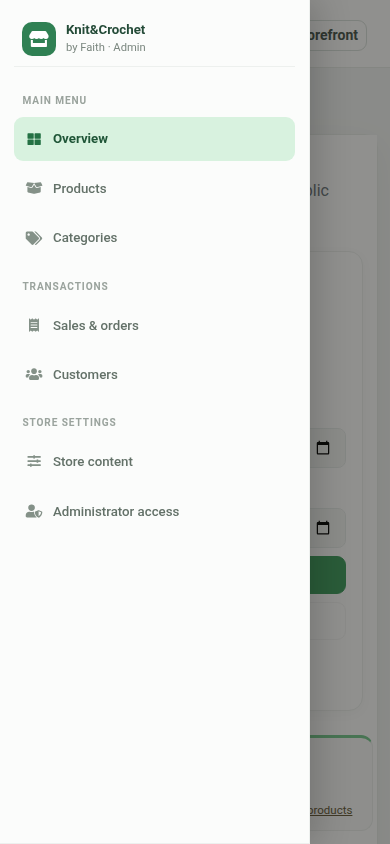 Knit&Crochet
by Faith · Admin
MAIN MENU
Overview
Products
Categories
TRANSACTIONS
Sales & orders
Customers
STORE SETTINGS
Store content
Administrator access
products